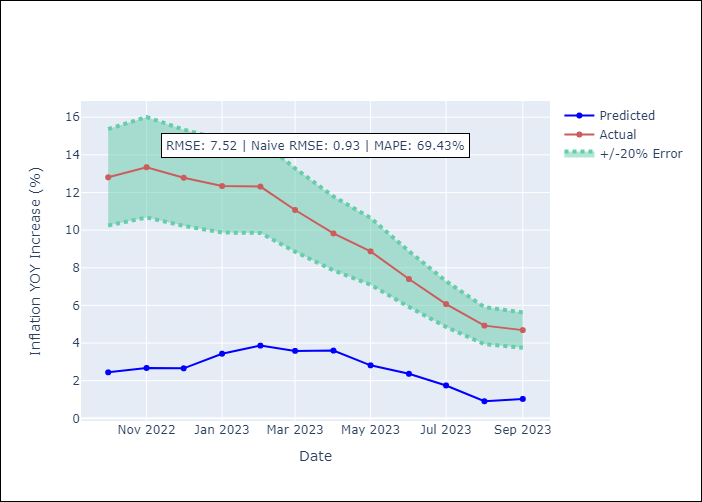 RMSE: 7.52 | Naive RMSE: 0.93 | MAPE: 69.43%
Predicted
Actual
+/-20% Error
Inflation YOY Increase (%)
16
14
12
10
8
6
4
2
0
Nov 2022 Jan 2023 Mar 2023 May 2023 Jul 2023 Sep 2023
Date